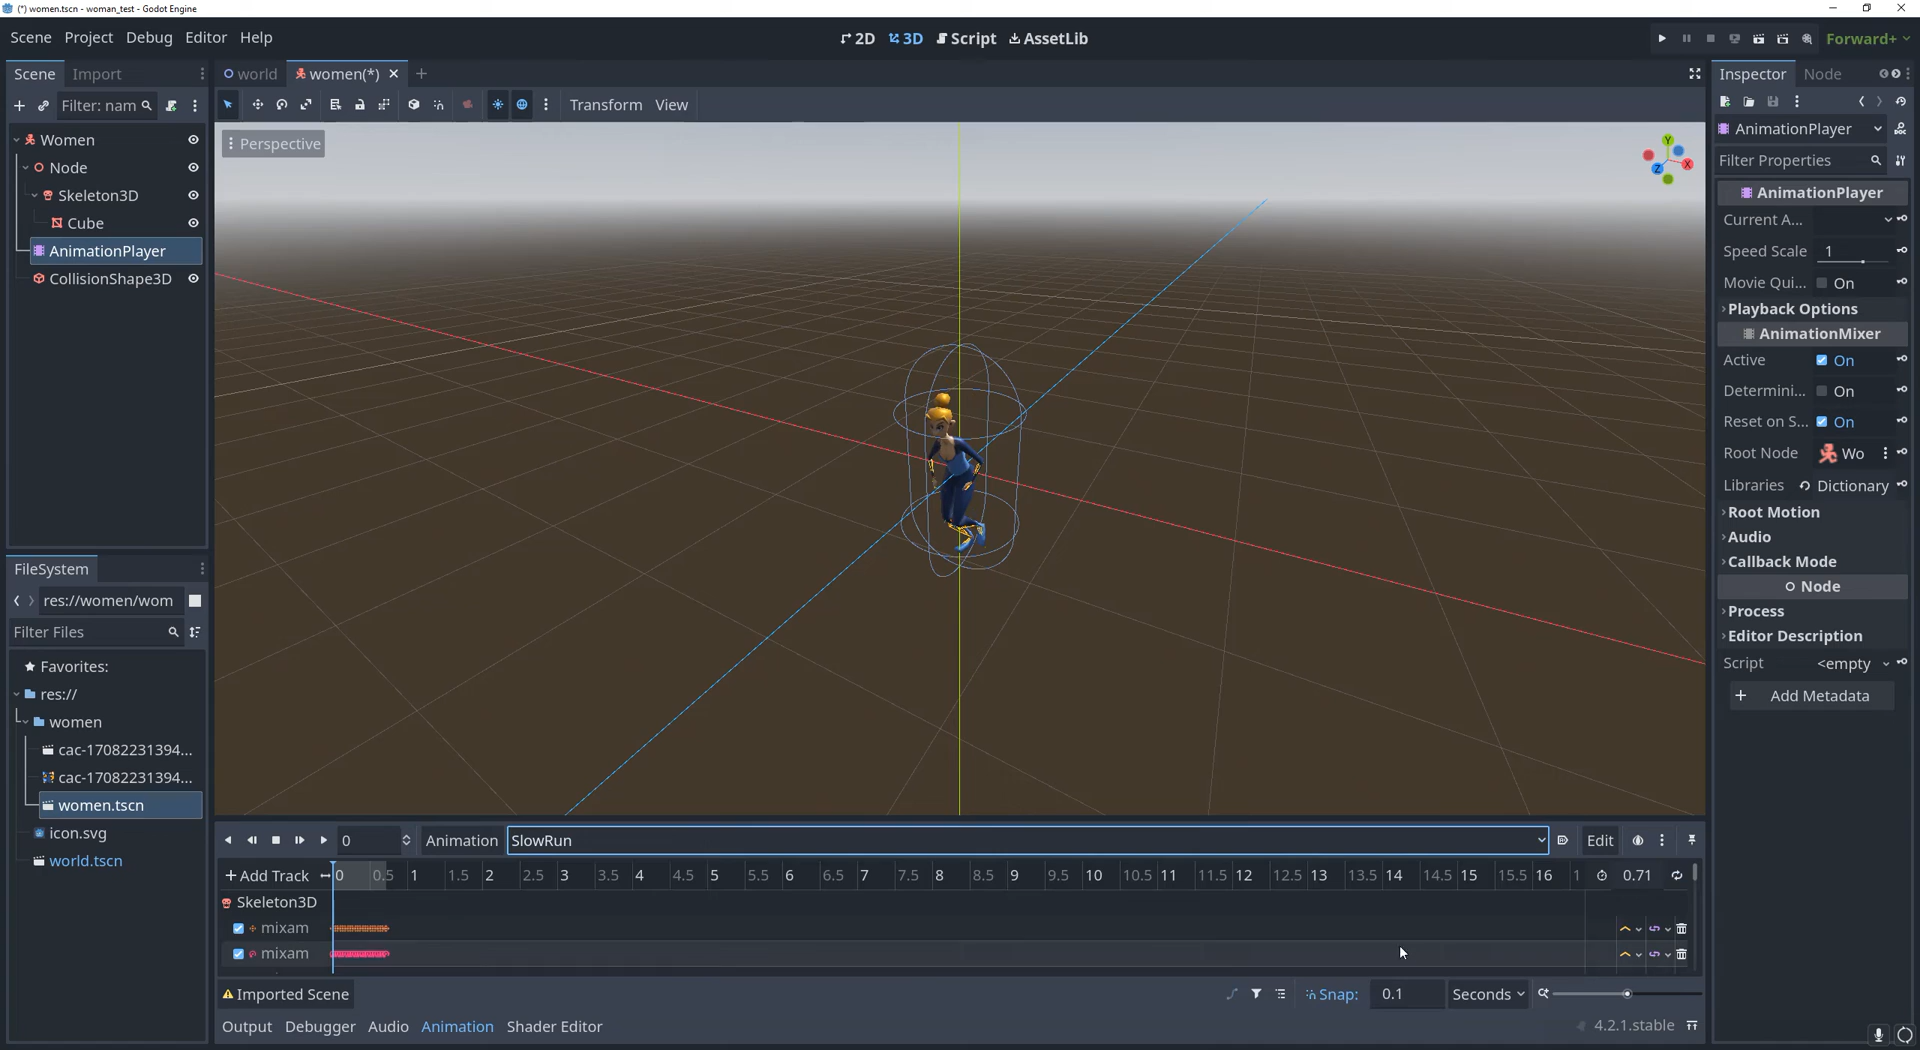 (*) women.tscn - woman_test - Godot Engine
Scene Project Debug Editor Help
2D 3D Script AssetLib
Forward+
Scene Import
world women(*)
Inspector Node
Filter: nam
Transform View
Women
Node
Skeleton3D
Cube
AnimationPlayer
CollisionShape3D
Perspective
Y
X
Z
AnimationPlayer
Filter Properties
AnimationPlayer
Current A...
Speed Scale 1
Movie Qui... On
Playback Options
AnimationMixer
Active On
Determini... On
Reset on S... On
Root Node Wo
Libraries Dictionary
Root Motion
Audio
Callback Mode
Node
Process
Editor Description
Script <empty
Add Metadata
FileSystem
res://women/wom
Filter Files
Favorites:
res://
women
cac-17082231394...
cac-17082231394...
women.tscn
icon.svg
world.tscn
0 Animation SlowRun Edit
Add Track 0 0.5 1 1.5 2 2.5 3 3.5 4 4.5 5 5.5 6 6.5 7 7.5 8 8.5 9 9.5 10 10.5 11 11.5 12 12.5 13 13.5 14 14.5 15 15.5 16 1 0.71
Skeleton3D
mixam
mixam
Imported Scene Snap: 0.1 Seconds
Output Debugger Audio Animation Shader Editor 4.2.1.stable